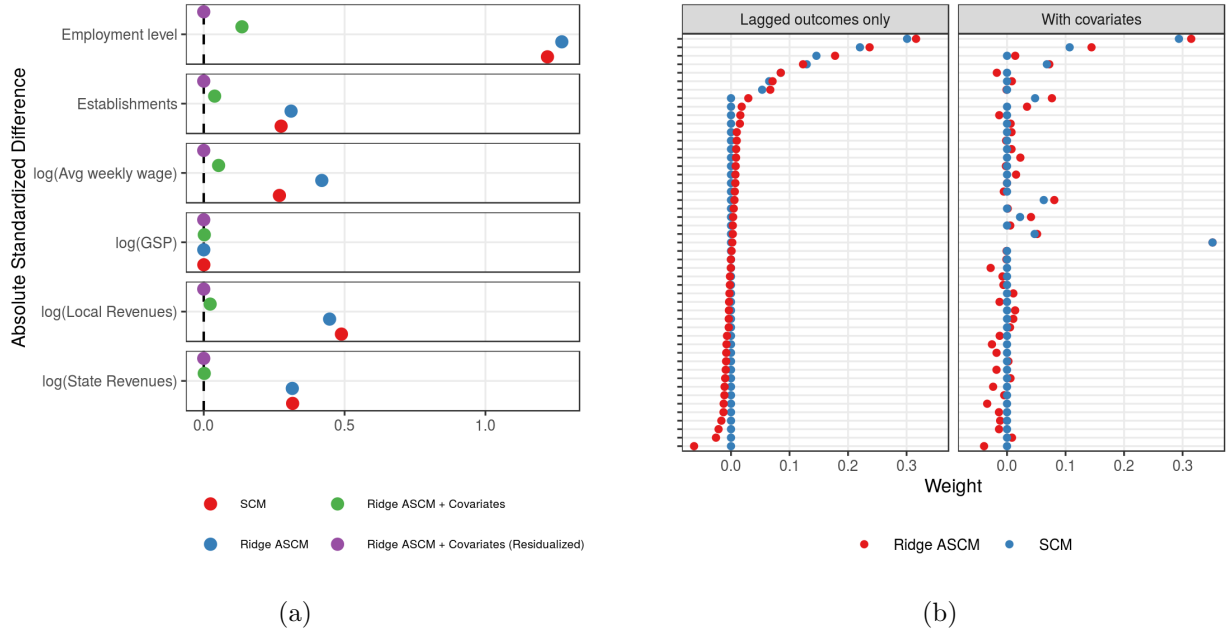 Absolute Standardized Difference
Employment level
Establishments
log(Avg weekly wage)
log(GSP)
log(Local Revenues)
log(State Revenues)
0.0 0.5 1.0
SCM Ridge ASCM + Covariates
Ridge ASCM Ridge ASCM + Covariates (Residualized)
(a)
Lagged outcomes only With covariates
0.0 0.1 0.2 0.3 0.0 0.1 0.2 0.3
Weight
Ridge ASCM SCM
(b)